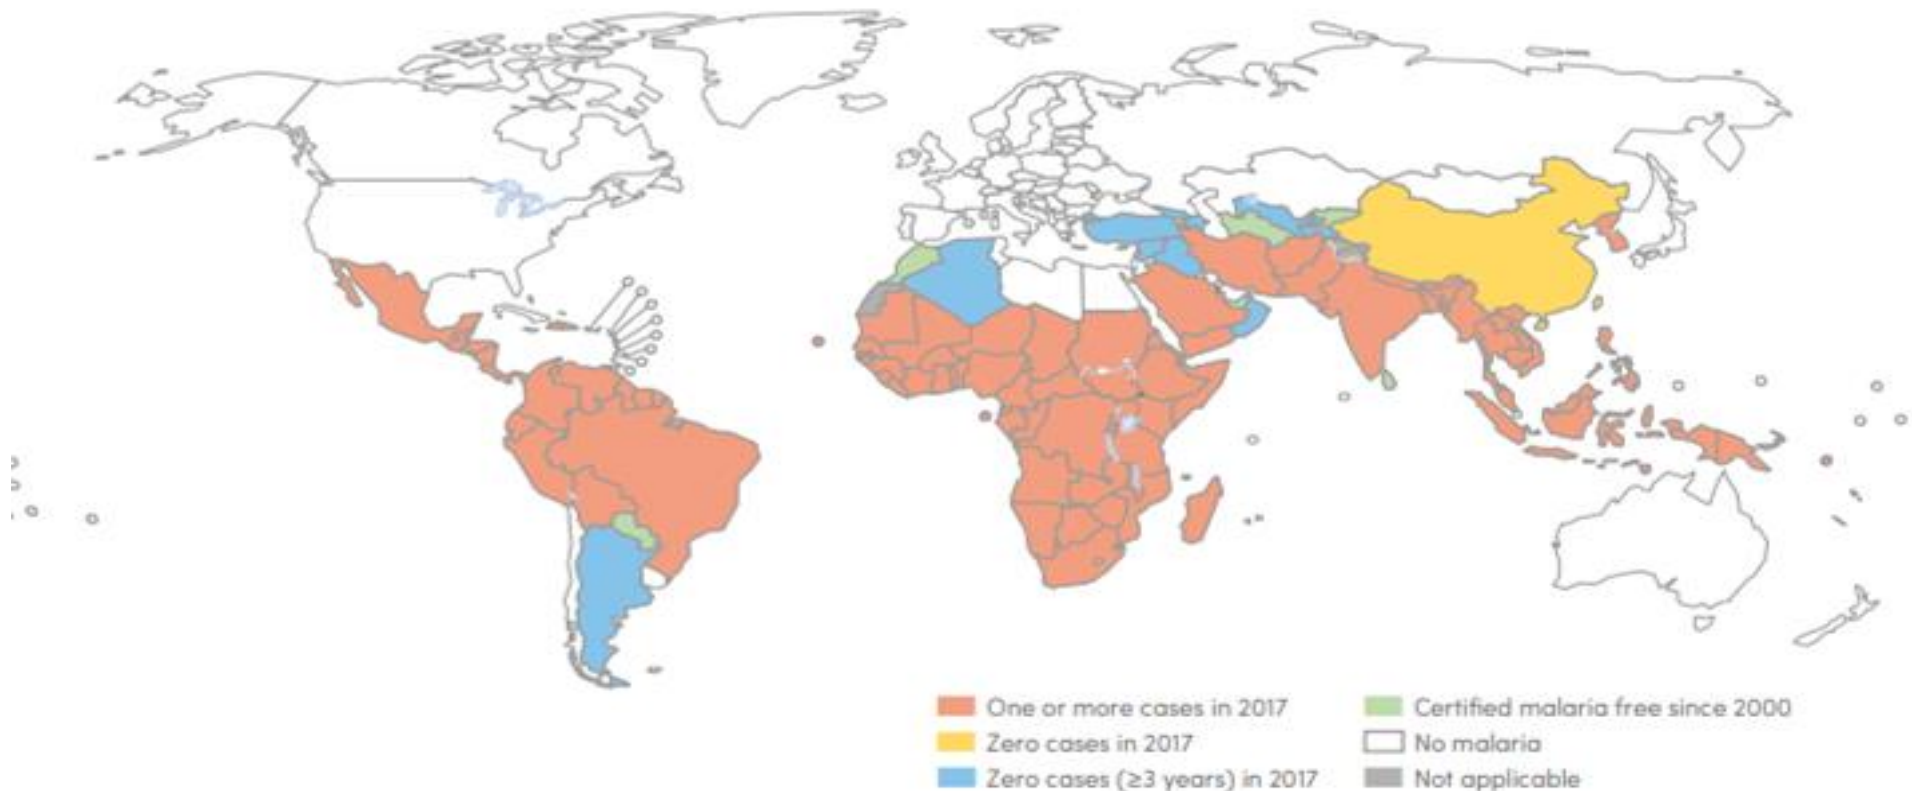 One or more cases in 2017
Zero cases in 2017
Zero cases (≥3 years) in 2017
Certified malaria free since 2000
No malaria
Not applicable